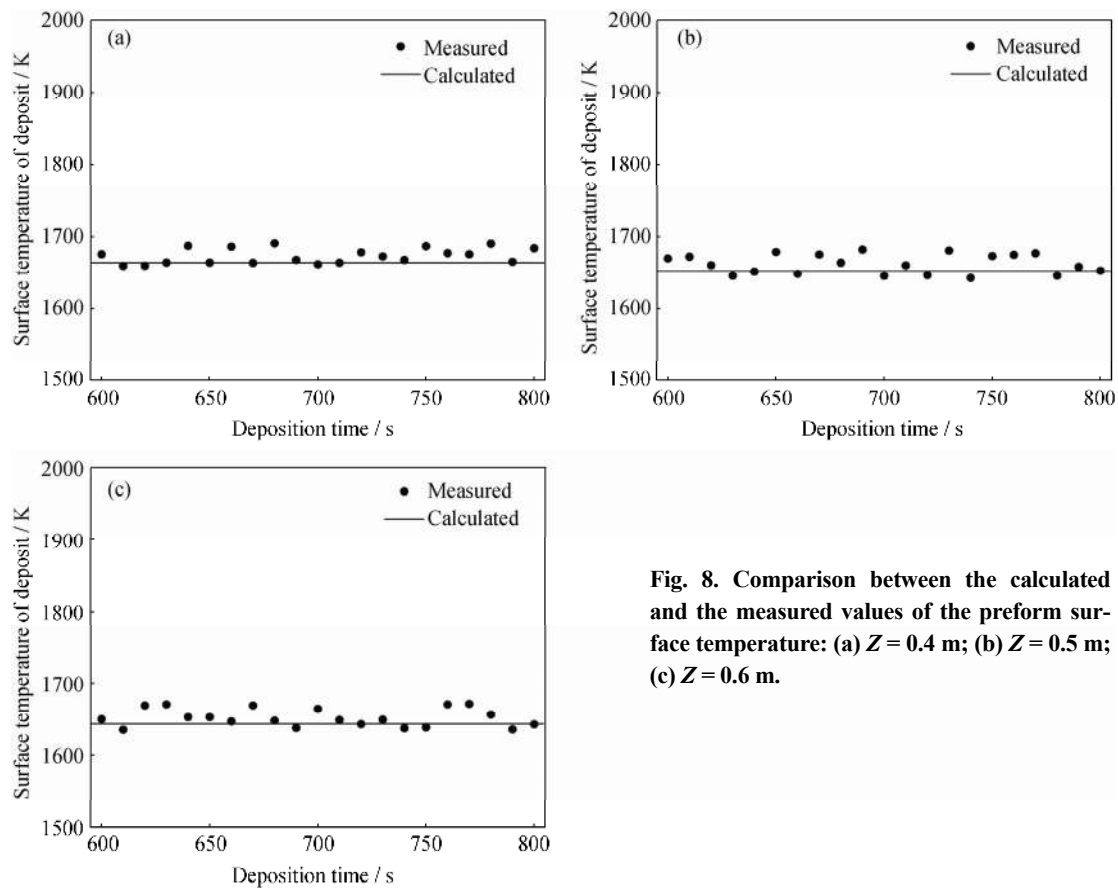 (a)
Measured
Calculated
2000
1900
1800
1700
1600
1500
Surface temperature of deposit / K
600 650 700 750 800
Deposition time / s
(b)
Measured
Calculated
2000
1900
1800
1700
1600
1500
Surface temperature of deposit / K
600 650 700 750 800
Deposition time / s
(c)
Measured
Calculated
2000
1900
1800
1700
1600
1500
Surface temperature of deposit / K
600 650 700 750 800
Deposition time / s
Fig. 8. Comparison between the calculated
and the measured values of the preform sur-
face temperature: (a) Z = 0.4 m; (b) Z = 0.5 m;
(c) Z = 0.6 m.